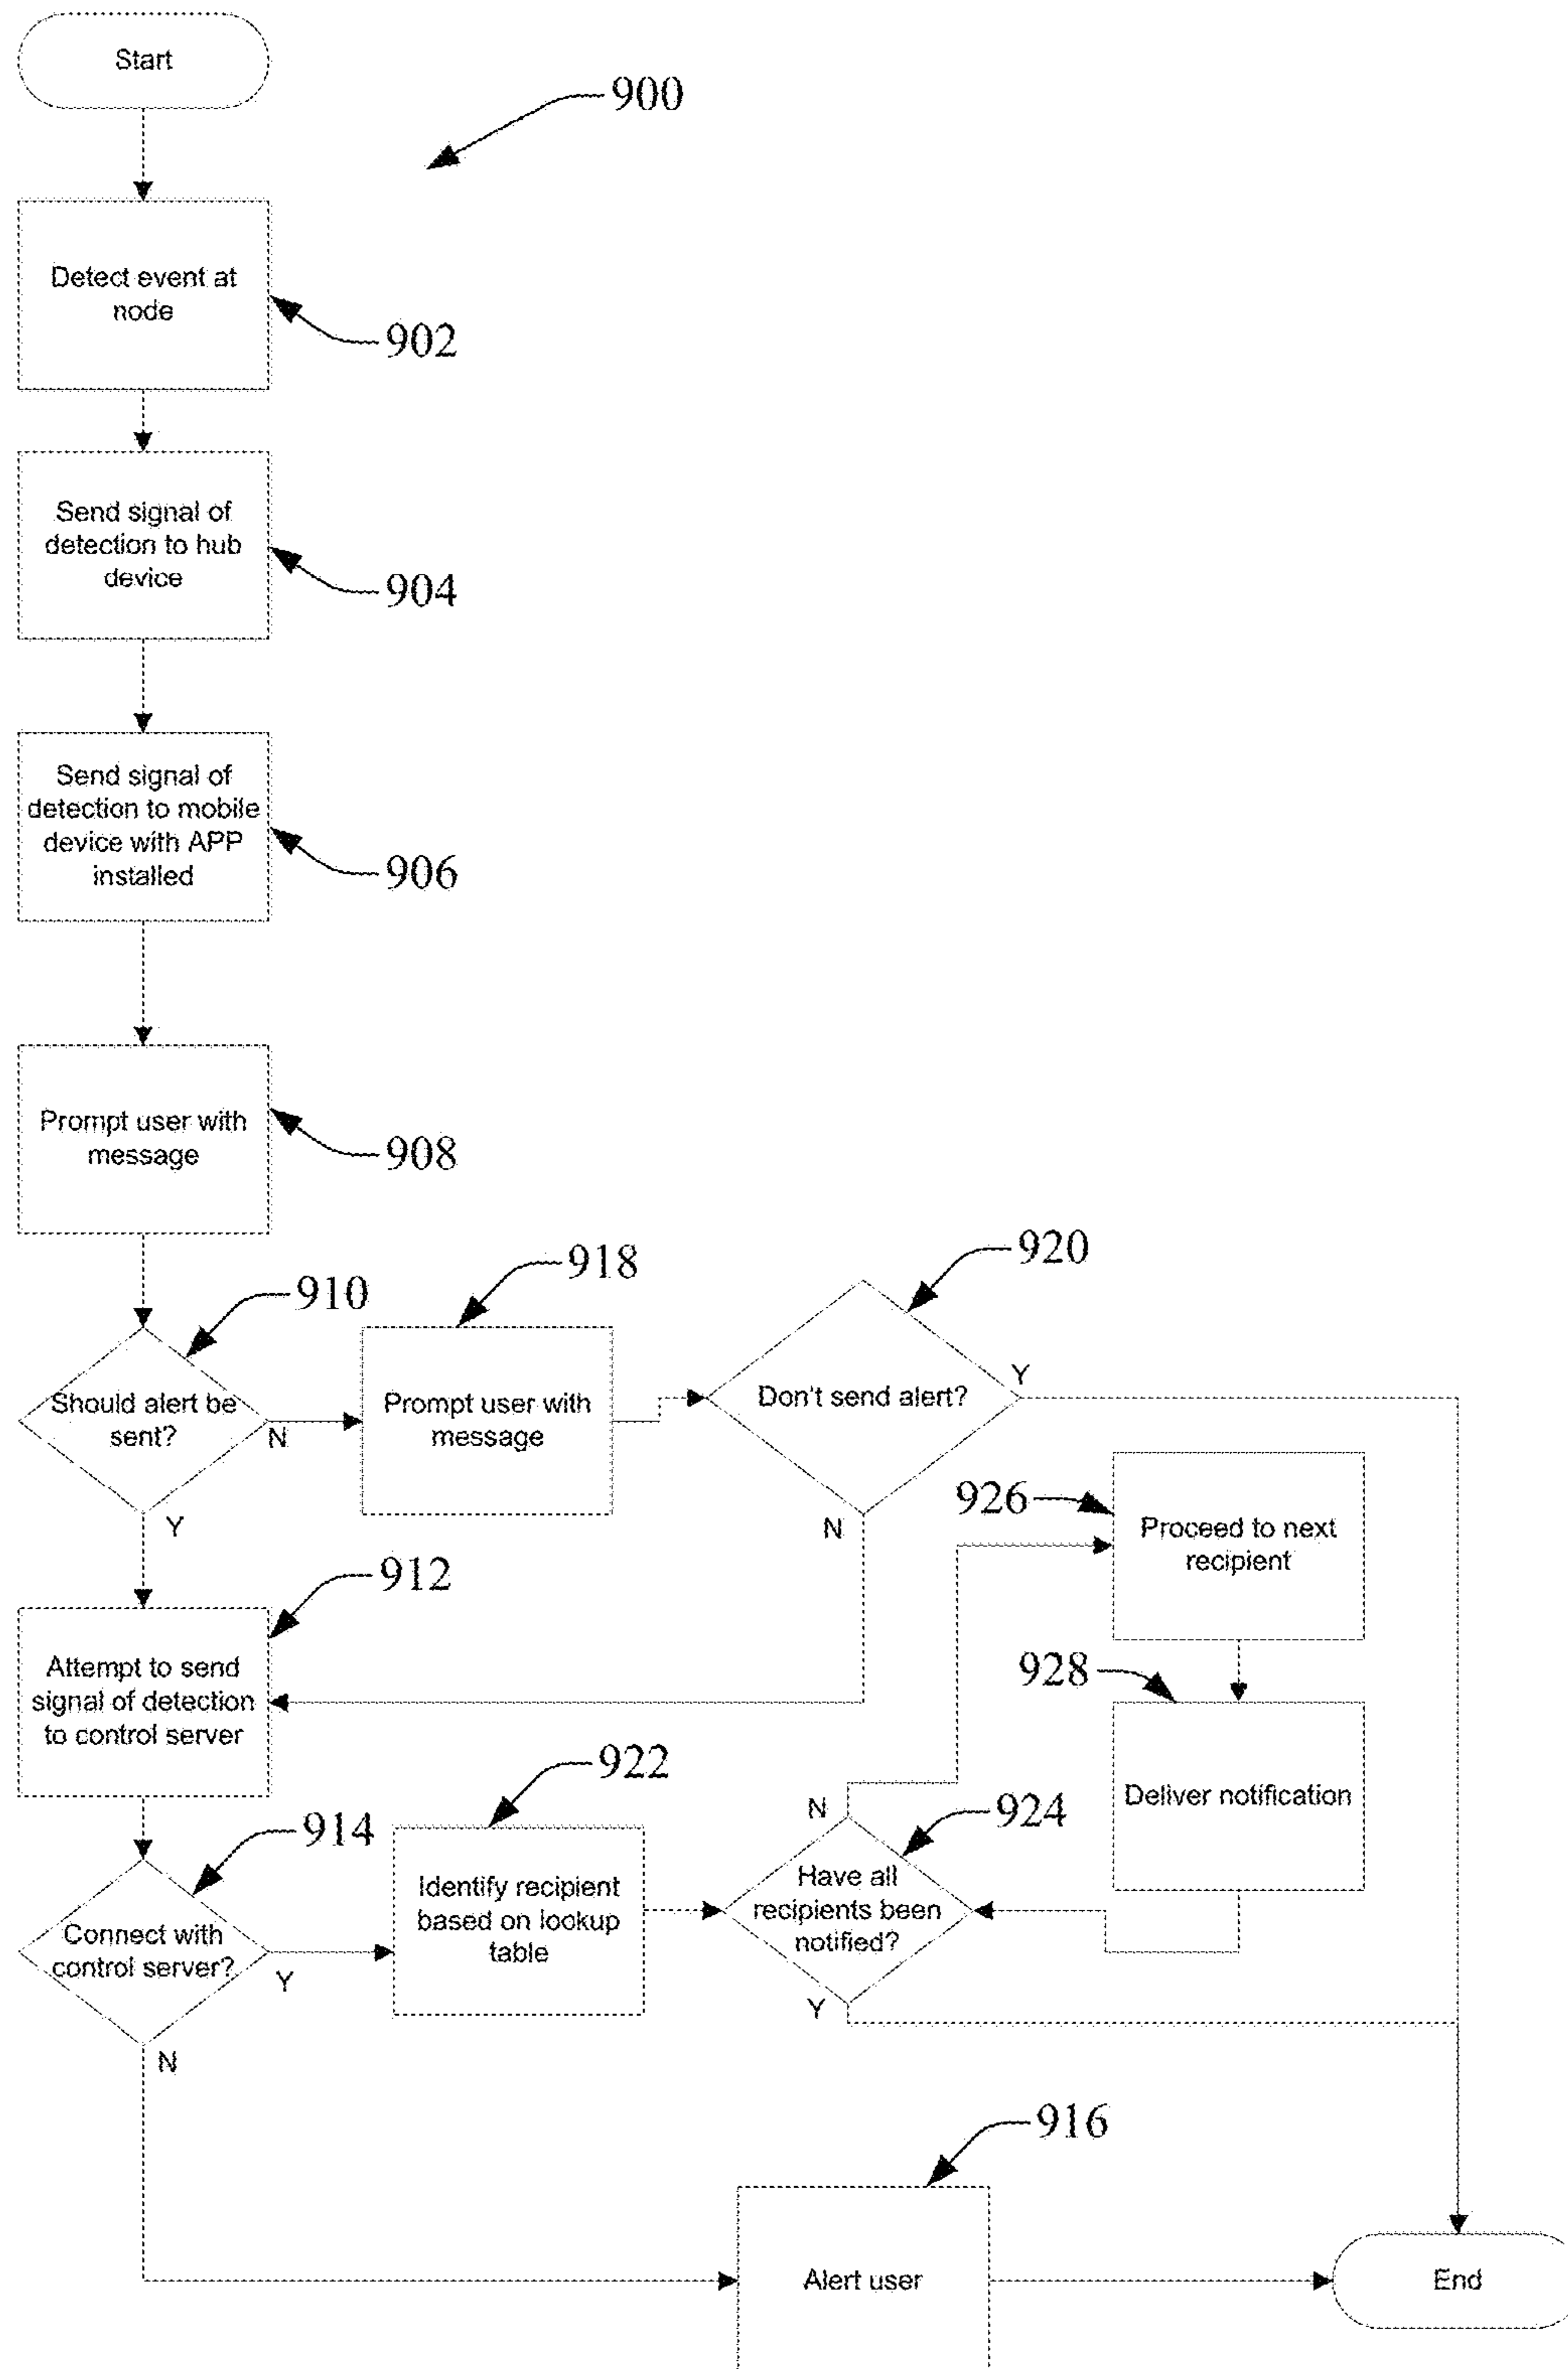 Start
900
Detect event at
node
902
Send signal of
detection to hub
device
904
Send signal of
detection to mobile
device with APP
installed
906
Prompt user with
message
908
910
Should alert be
sent?
N
Y
918
Prompt user with
message
920
Don't send alert?
Y
N
912
Attempt to send
signal of detection
to control server
926
Proceed to next
recipient
928
Deliver notification
914
Connect with
control server?
Y
N
922
Identify recipient
based on lookup
table
924
N
Have all
recipients been
notified?
Y
916
Alert user
End